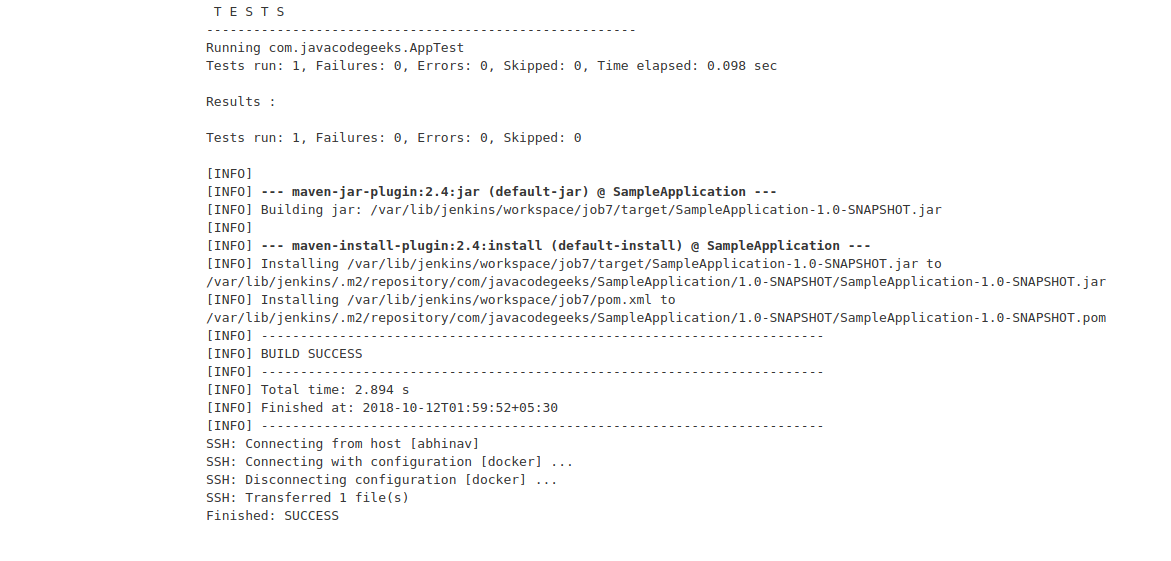 T E S T S
-------------------------------------------------------
Running com.javacodegeeks.AppTest
Tests run: 1, Failures: 0, Errors: 0, Skipped: 0, Time elapsed: 0.098 sec
Results :
Tests run: 1, Failures: 0, Errors: 0, Skipped: 0
[INFO]
[INFO] --- maven-jar-plugin:2.4:jar (default-jar) @ SampleApplication ---
[INFO] Building jar: /var/lib/jenkins/workspace/job7/target/SampleApplication-1.0-SNAPSHOT.jar
[INFO]
[INFO] --- maven-install-plugin:2.4:install (default-install) @ SampleApplication ---
[INFO] Installing /var/lib/jenkins/workspace/job7/target/SampleApplication-1.0-SNAPSHOT.jar to
/var/lib/jenkins/.m2/repository/com/javacodegeeks/SampleApplication/1.0-SNAPSHOT/SampleApplication-1.0-SNAPSHOT.jar
[INFO] Installing /var/lib/jenkins/workspace/job7/pom.xml to
/var/lib/jenkins/.m2/repository/com/javacodegeeks/SampleApplication/1.0-SNAPSHOT/SampleApplication-1.0-SNAPSHOT.pom
[INFO] ------------------------------------------------------------------------
[INFO] BUILD SUCCESS
[INFO] ------------------------------------------------------------------------
[INFO] Total time: 2.894 s
[INFO] Finished at: 2018-10-12T01:59:52+05:30
[INFO] ------------------------------------------------------------------------
SSH: Connecting from host [abhinav]
SSH: Connecting with configuration [docker] ...
SSH: Disconnecting configuration [docker] ...
SSH: Transferred 1 file(s)
Finished: SUCCESS